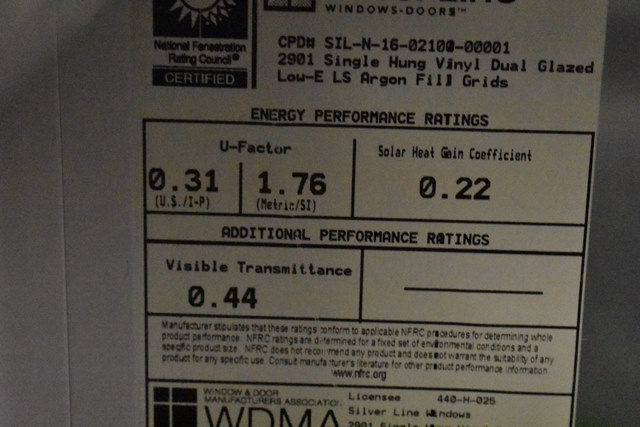 WINDOWS•DOORS™
National Fenestration
Rating Council®
CERTIFIED
CPD# SIL-N-16-02100-00001
2901 Single Hung Vinyl Dual Glazed
Low-E LS Argon Fill Grids
ENERGY PERFORMANCE RATINGS
U-Factor
Solar Heat Gain Coefficient
0.31
(U.S./I-P)
1.76
(Metric/SI)
0.22
ADDITIONAL PERFORMANCE RATINGS
Visible Transmittance
0.44
Manufacturer stipulates that these ratings conform to applicable NFRC procedures for determining whole
product performance. NFRC ratings are determined for a fixed set of environmental conditions and a
specific product size. NFRC does not recommend any product and does not warrant the suitability of any
product for any specific use. Consult manufacturer's literature for other product performance information.
www.nfrc.org
WINDOW & DOOR
MANUFACTURERS ASSOCIATION
WDMA
Licensee 440-H-025
Silver Line Windows
2901 Single